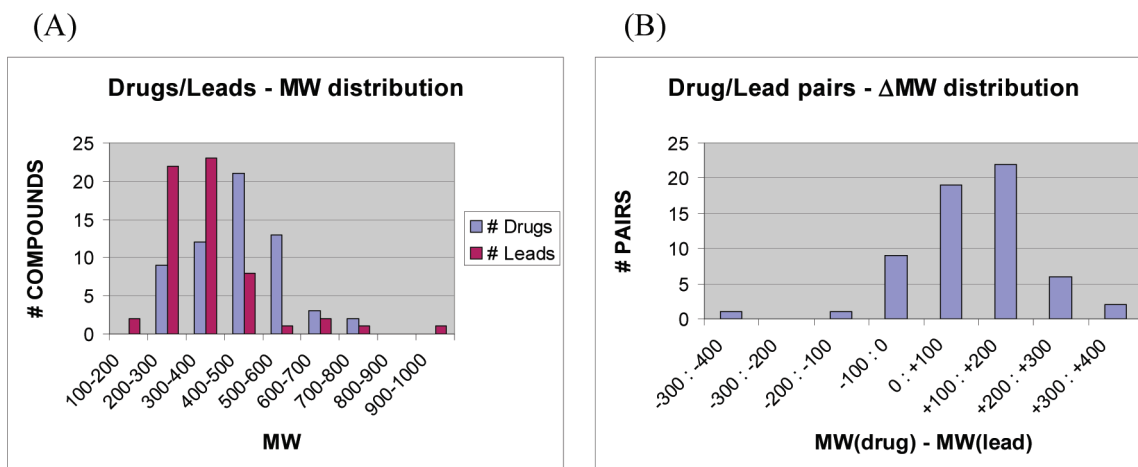 (A)
Drugs/Leads - MW distribution
# COMPOUNDS
25
20
15
10
5
0
100-200
200-300
300-400
400-500
500-600
600-700
700-800
800-900
900-1000
MW
# Drugs
# Leads
(B)
Drug/Lead pairs - ΔMW distribution
# PAIRS
25
20
15
10
5
0
-300 : -400
-300 : -200
-200 : -100
-100 : 0
0 : +100
+100 : +200
+200 : +300
+300 : +400
MW(drug) - MW(lead)